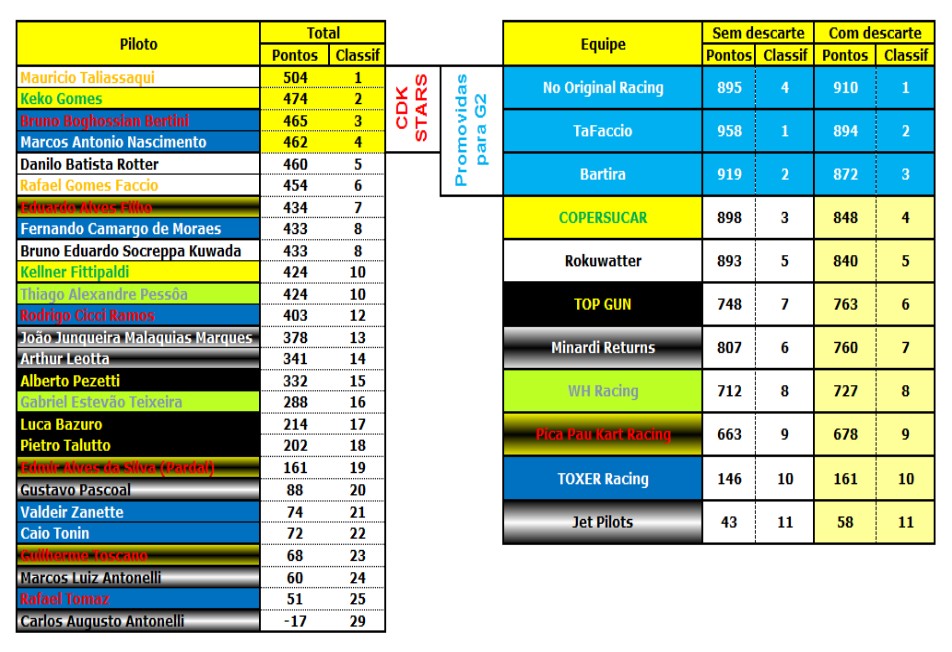 Piloto Total
Pontos Classif
Mauricio Taliassaqui 504 1
Keko Gomes 474 2
Bruno Boghossian Bertini 465 3
Marcos Antonio Nascimento 462 4
Danilo Batista Rotter 460 5
Rafael Gomes Faccio 454 6
Eduardo Alves Filho 434 7
Fernando Camargo de Moraes 433 8
Bruno Eduardo Socreppa Kuwada 433 8
Kellner Fittipaldi 424 10
Thiago Alexandre Pessôa 424 10
Rodrigo Cicci Ramos 403 12
João Junqueira Malaquias Marques 378 13
Arthur Leotta 341 14
Alberto Pezetti 332 15
Gabriel Estevão Teixeira 288 16
Luca Bazuro 214 17
Pietro Talutto 202 18
Edmir Alves da Silva (Pardal) 161 19
Gustavo Pascoal 88 20
Valdeir Zanette 74 21
Caio Tonin 72 22
Guilherme Toscano 68 23
Marcos Luiz Antonelli 60 24
Rafael Tomaz 51 25
Carlos Augusto Antonelli -17 29
CDK
STARS
Promovidas
para G2
Equipe Sem descarte Com descarte
Pontos Classif Pontos Classif
No Original Racing 895 4 910 1
TaFaccio 958 1 894 2
Bartira 919 2 872 3
COPERSUCAR 898 3 848 4
Rokuwatter 893 5 840 5
TOP GUN 748 7 763 6
Minardi Returns 807 6 760 7
WH Racing 712 8 727 8
Pica Pau Kart Racing 663 9 678 9
TOXER Racing 146 10 161 10
Jet Pilots 43 11 58 11